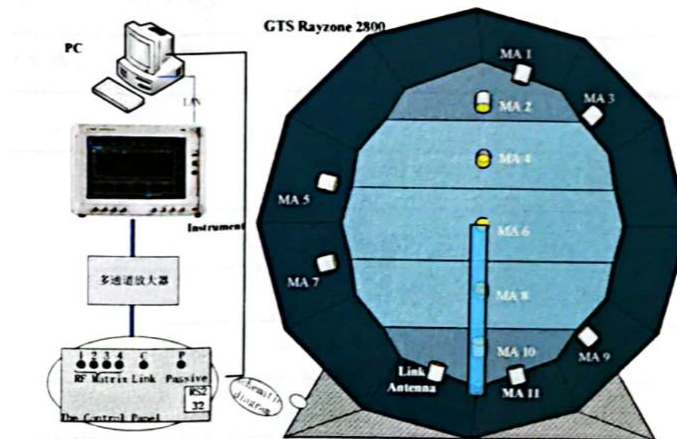 GTS Rayzone 2800
PC
LAN
Instrument
多通道放大器
1 2 3 4 C P
RF Matrix Link Passive
RS2
32
The Control Panel
Schematic
diagram
MA 1
MA 2
MA 3
MA 4
MA 5
MA 6
MA 7
MA 8
MA 9
MA 10
Link
Antenna
MA 11